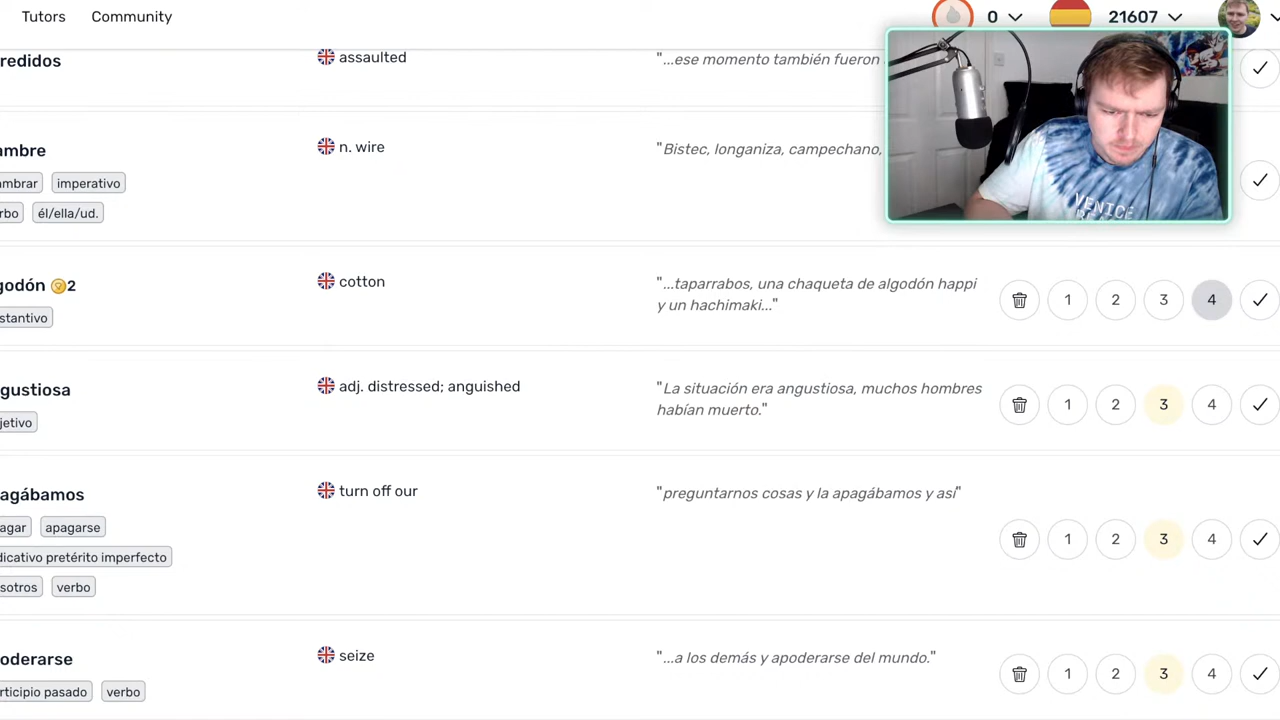 Tutors Community 0 21607
redidos assaulted "...ese momento también fueron
ambre n. wire "Bistec, longaniza, campechano,
ambrar imperativo
rbo él/ella/ud.
godón 2 cotton "...taparrabos, una chaqueta de algodón happi
y un hachimaki..."
1 2 3 4
stantivo
gustiosa adj. distressed; anguished "La situación era angustiosa, muchos hombres
habían muerto."
1 2 3 4
jetivo
agábamos turn off our "preguntarnos cosas y la apagábamos y así"
agar apagarse
1 2 3 4
dicativo pretérito imperfecto
sotros verbo
oderarse seize "...a los demás y apoderarse del mundo."
1 2 3 4
rticipio pasado verbo
VENICE